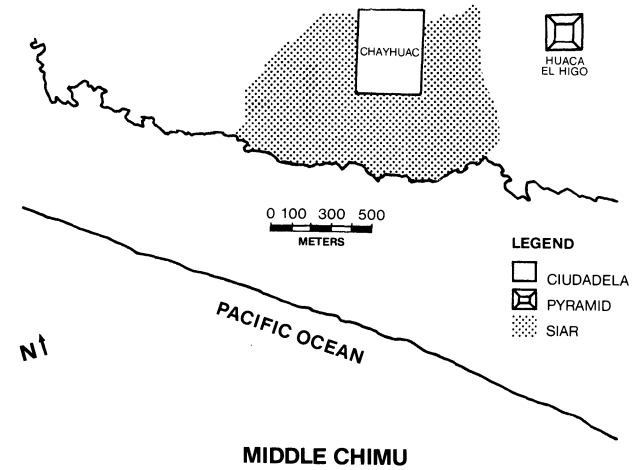 CHAYHUAC
HUACA
EL HIGO
0 100 300 500
METERS
LEGEND
CIUDADELA
PYRAMID
SIAR
PACIFIC OCEAN
N
MIDDLE CHIMU